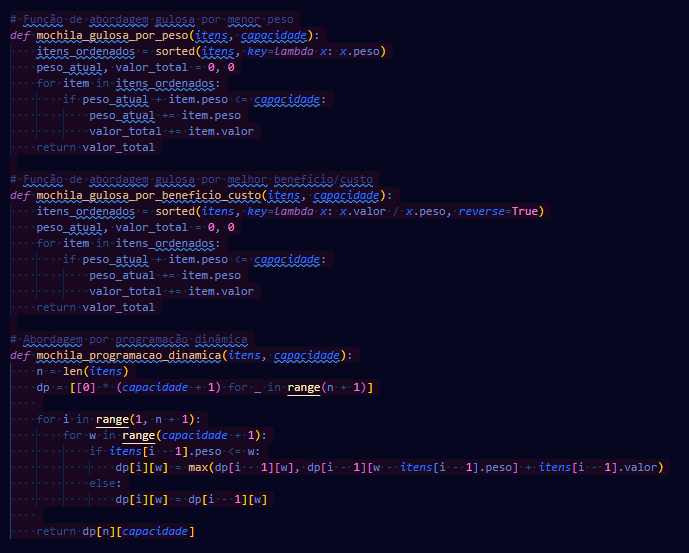 # Função de abordagem gulosa por menor peso
def mochila_gulosa_por_peso(itens, capacidade):
    itens_ordenados = sorted(itens, key=lambda x: x.peso)
    peso_atual, valor_total = 0, 0
    for item in itens_ordenados:
        if peso_atual + item.peso <= capacidade:
            peso_atual += item.peso
            valor_total += item.valor
    return valor_total

# Função de abordagem gulosa por melhor benefício/custo
def mochila_gulosa_por_beneficio_custo(itens, capacidade):
    itens_ordenados = sorted(itens, key=lambda x: x.valor / x.peso, reverse=True)
    peso_atual, valor_total = 0, 0
    for item in itens_ordenados:
        if peso_atual + item.peso <= capacidade:
            peso_atual += item.peso
            valor_total += item.valor
    return valor_total

# Abordagem por programação dinâmica
def mochila_programacao_dinamica(itens, capacidade):
    n = len(itens)
    dp = [[0] * (capacidade + 1) for _ in range(n + 1)]

    for i in range(1, n + 1):
        for w in range(capacidade + 1):
            if itens[i - 1].peso <= w:
                dp[i][w] = max(dp[i - 1][w], dp[i - 1][w - itens[i - 1].peso] + itens[i - 1].valor)
            else:
                dp[i][w] = dp[i - 1][w]

    return dp[n][capacidade]